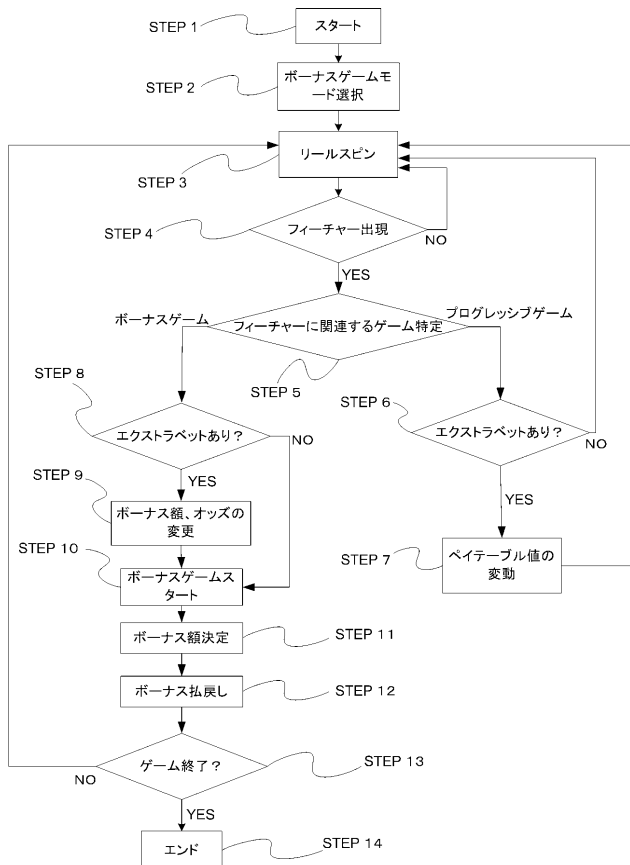 STEP 1
スタート
STEP 2
ボーナスゲームモ
ード選択
リールスピン
STEP 3
STEP 4
フィーチャー出現
NO
YES
ボーナスゲーム
フィーチャーに関連するゲーム特定
プログレッシブゲーム
STEP 5
STEP 8
エクストラベットあり?
NO
YES
STEP 6
エクストラベットあり?
NO
YES
STEP 9
ボーナス額、オッズの
変更
STEP 10
ボーナスゲームス
タート
STEP 7
ペイテーブル値の
変動
ボーナス額決定
STEP 11
ボーナス払戻し
STEP 12
ゲーム終了?
STEP 13
NO
YES
エンド
STEP 14